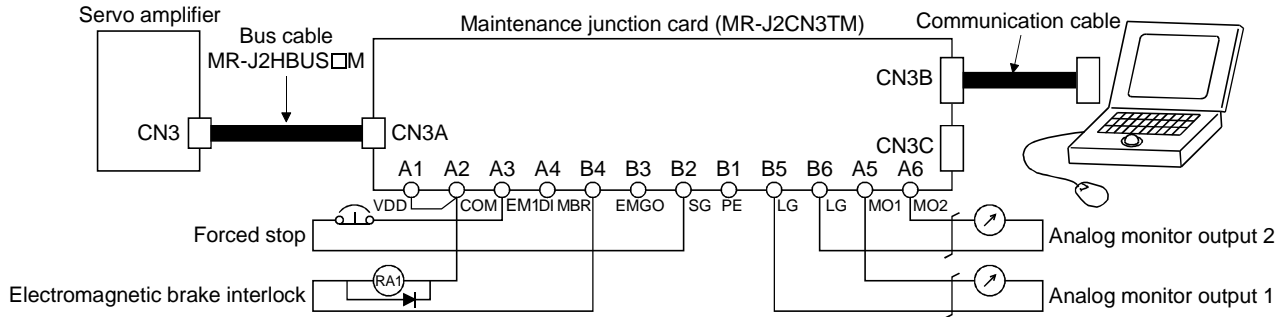 Servo amplifier
Bus cable
MR-J2HBUS□M
Maintenance junction card (MR-J2CN3TM)
Communication cable
CN3
CN3A
CN3B
CN3C
A1 A2 A3 A4 B4 B3 B2 B1 B5 B6 A5 A6
VDD COM EM1 DI MBR EMGO SG PE LG LG MO1 MO2
Forced stop
Analog monitor output 2
RA1
Electromagnetic brake interlock
Analog monitor output 1